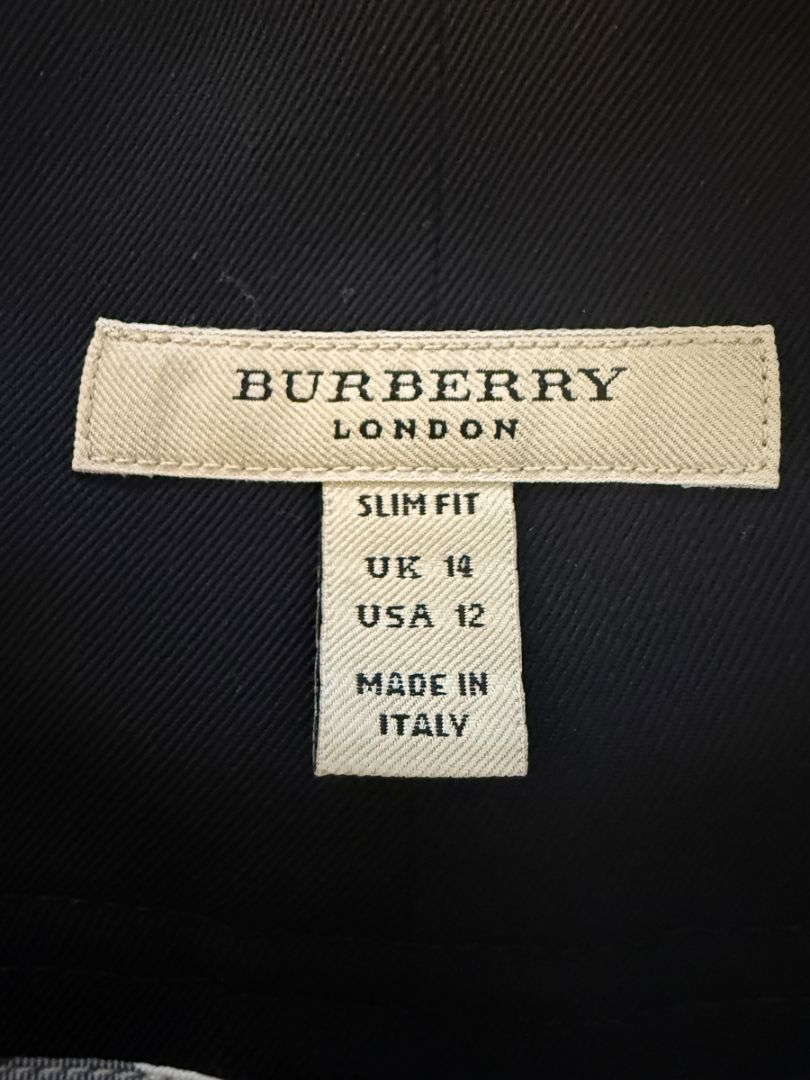 BURBERRY
LONDON
SLIM FIT
UK 14
USA 12
MADE IN
ITALY